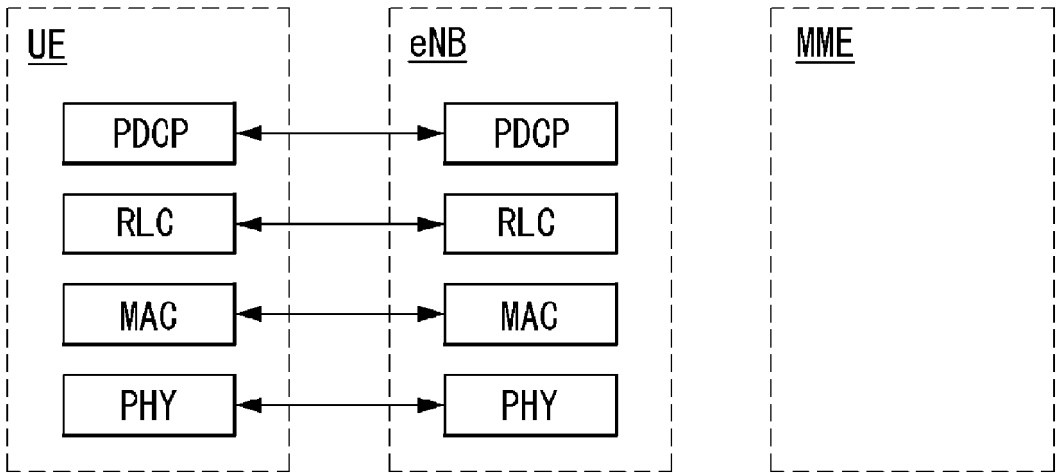 UE eNB MME
PDCP PDCP
RLC RLC
MAC MAC
PHY PHY